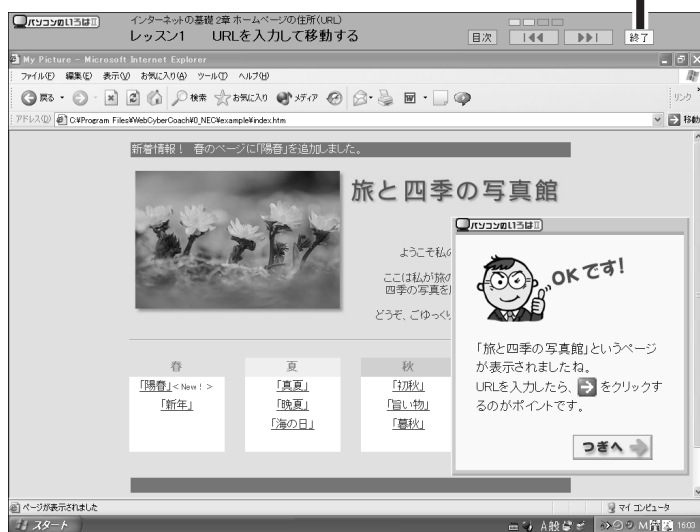 パソコンのいろはⅡ
インターネットの基礎 2章 ホームページの住所(URL)
レッスン1 URLを入力して移動する
目次
終了
My Picture - Microsoft Internet Explorer
ファイル(F) 編集(E) 表示(V) お気に入り(A) ツール(T) ヘルプ(H)
戻る 検索 お気に入り メディア リンク
アドレス(D) C:¥Program Files¥WebCyberCoach¥0_NEC¥example¥index.htm 移動
新着情報! 春のページに「陽春」を追加しました。
旅と四季の写真館
ようこそ私の
ここは私が旅の
四季の写真を
どうぞ、ごゆっくり
春 夏 秋
「陽春」< New ! > 「真夏」 「初秋」
「新年」 「晩夏」 「旨い物」
「海の日」 「暮秋」
パソコンのいろはⅡ
OKです!
「旅と四季の写真館」というページ
が表示されましたね。
URLを入力したら、 をクリックす
るのがポイントです。
つぎへ
ページが表示されました マイ コンピュータ
スタート A般 16:03